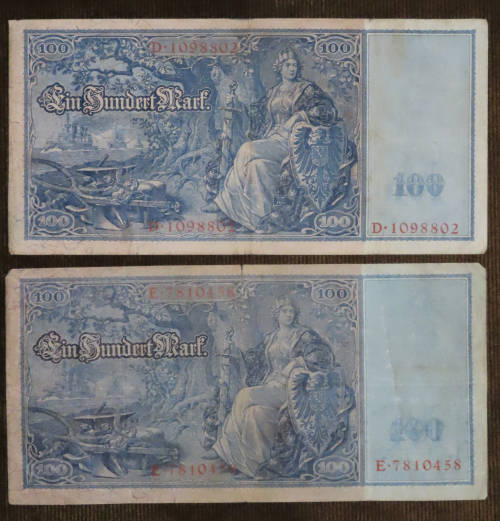 100 D·1098802 100
Ein Hundert Mark.
100
100 D·1098802 100 D·1098802
100 E·7810458 100
Ein Hundert Mark.
100
100 E·7810458 100 E·7810458